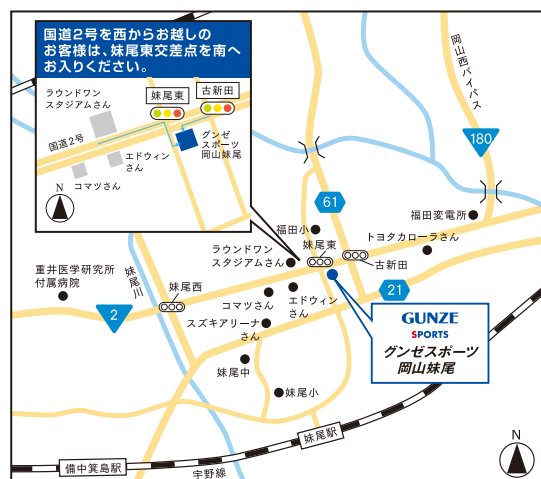 国道2号を西からお越しの
お客様は、妹尾東交差点を南へ
お入りください。
ラウンドワン
スタジアムさん
妹尾東
古新田
国道2号
グンゼ
スポーツ
岡山妹尾
エドウィン
さん
コマツさん
N
岡山西バイパス
180
61
福田変電所
福田小
トヨタカローラさん
妹尾東
古新田
ラウンドワン
スタジアムさん
重井医学研究所
付属病院
妹尾川
妹尾西
コマツさん
エドウィン
さん
21
2
スズキアリーナ
さん
GUNZE
SPORTS
グンゼスポーツ
岡山妹尾
妹尾中
妹尾小
妹尾駅
備中箕島駅
宇野線
N